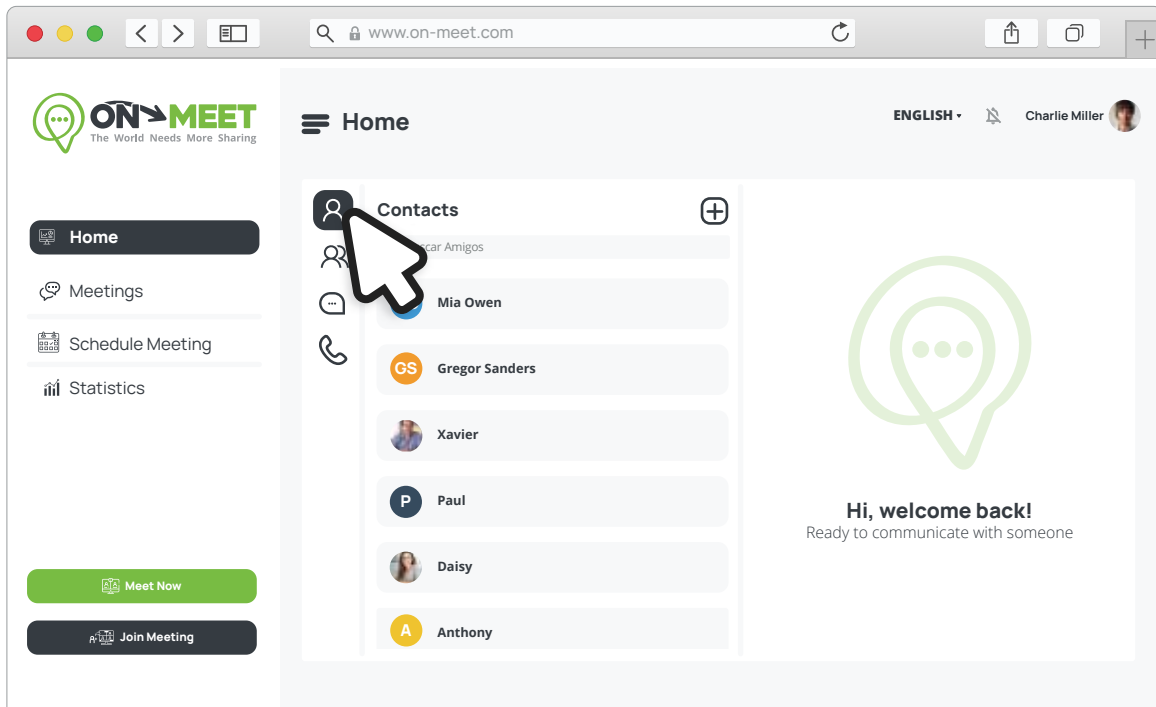 www.on-meet.com
ON MEET
The World Needs More Sharing
Home
ENGLISH
Charlie Miller
Home
Meetings
Schedule Meeting
Statistics
Meet Now
Join Meeting
Contacts
Amigos
Mia Owen
GS Gregor Sanders
Xavier
P Paul
Daisy
A Anthony
Hi, welcome back!
Ready to communicate with someone